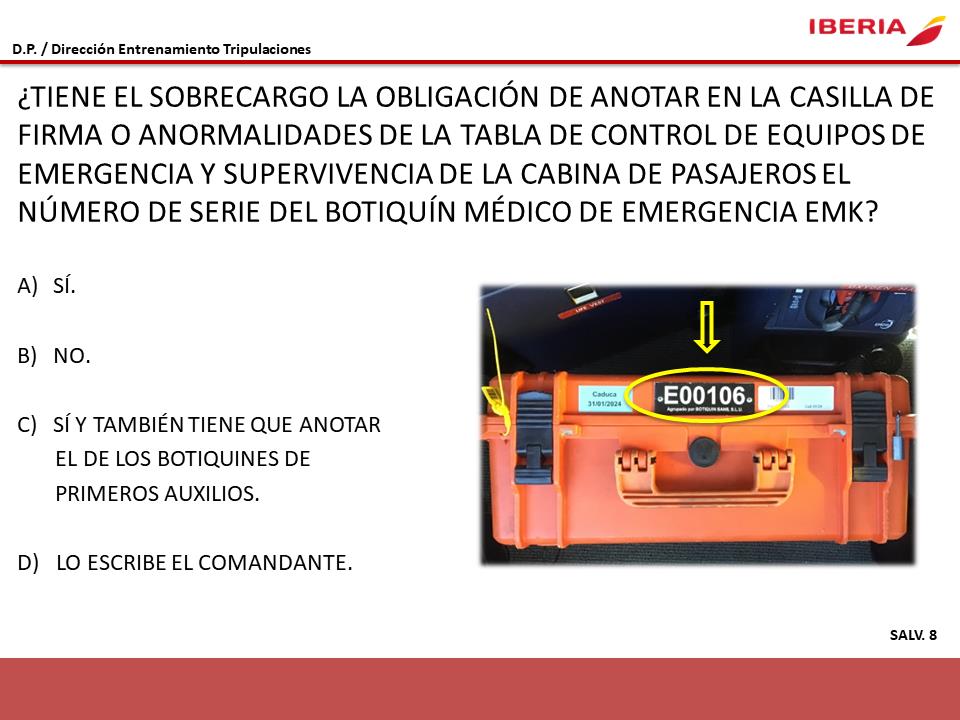 IBERIA
D.P. / Dirección Entrenamiento Tripulaciones
¿TIENE EL SOBRECARGO LA OBLIGACIÓN DE ANOTAR EN LA CASILLA DE
FIRMA O ANORMALIDADES DE LA TABLA DE CONTROL DE EQUIPOS DE
EMERGENCIA Y SUPERVIVENCIA DE LA CABINA DE PASAJEROS EL
NÚMERO DE SERIE DEL BOTIQUÍN MÉDICO DE EMERGENCIA EMK?
A) SÍ.
B) NO.
C) SÍ Y TAMBIÉN TIENE QUE ANOTAR
EL DE LOS BOTIQUINES DE
PRIMEROS AUXILIOS.
D) LO ESCRIBE EL COMANDANTE.
LIFE VEST
Caduca
31/01/2024
E00106
Agrupado por BOTIQUIN SANS, S.L.U.
SALV. 8